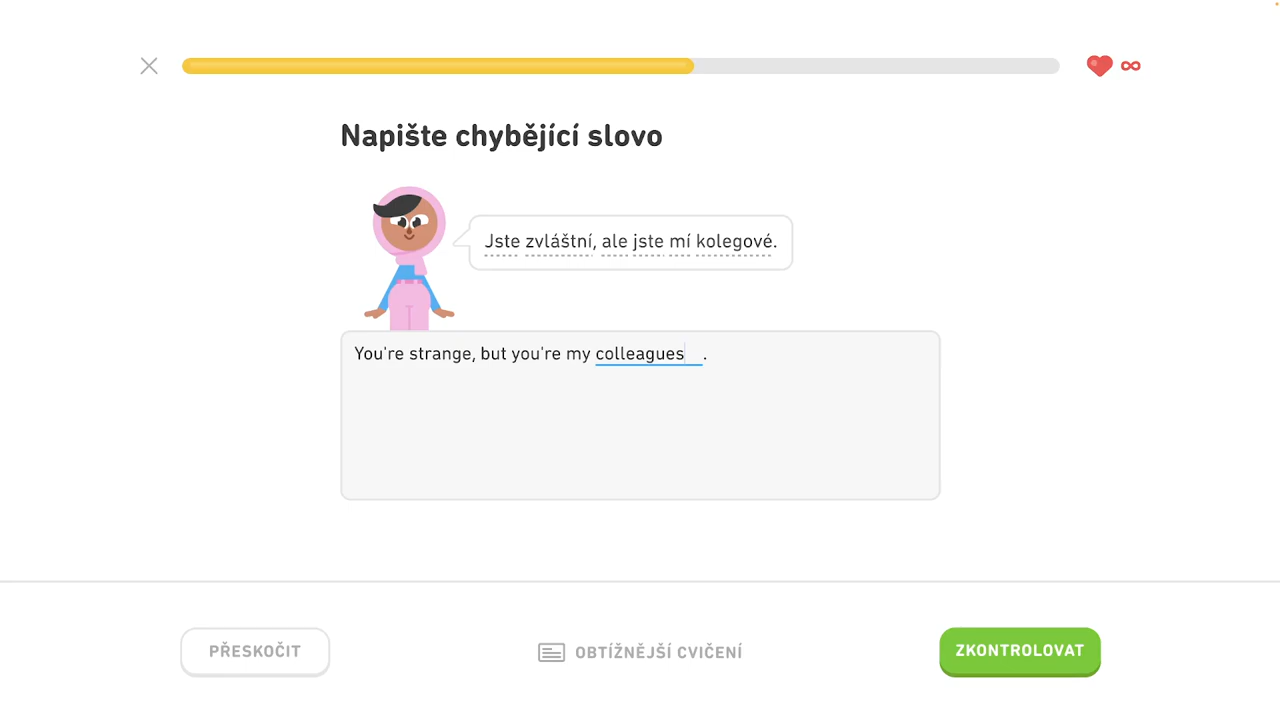 Napište chybějící slovo
Jste zvláštní, ale jste mí kolegové.
You're strange, but you're my colleagues .
PŘESKOČIT
OBTÍŽNĚJŠÍ CVIČENÍ
ZKONTROLOVAT